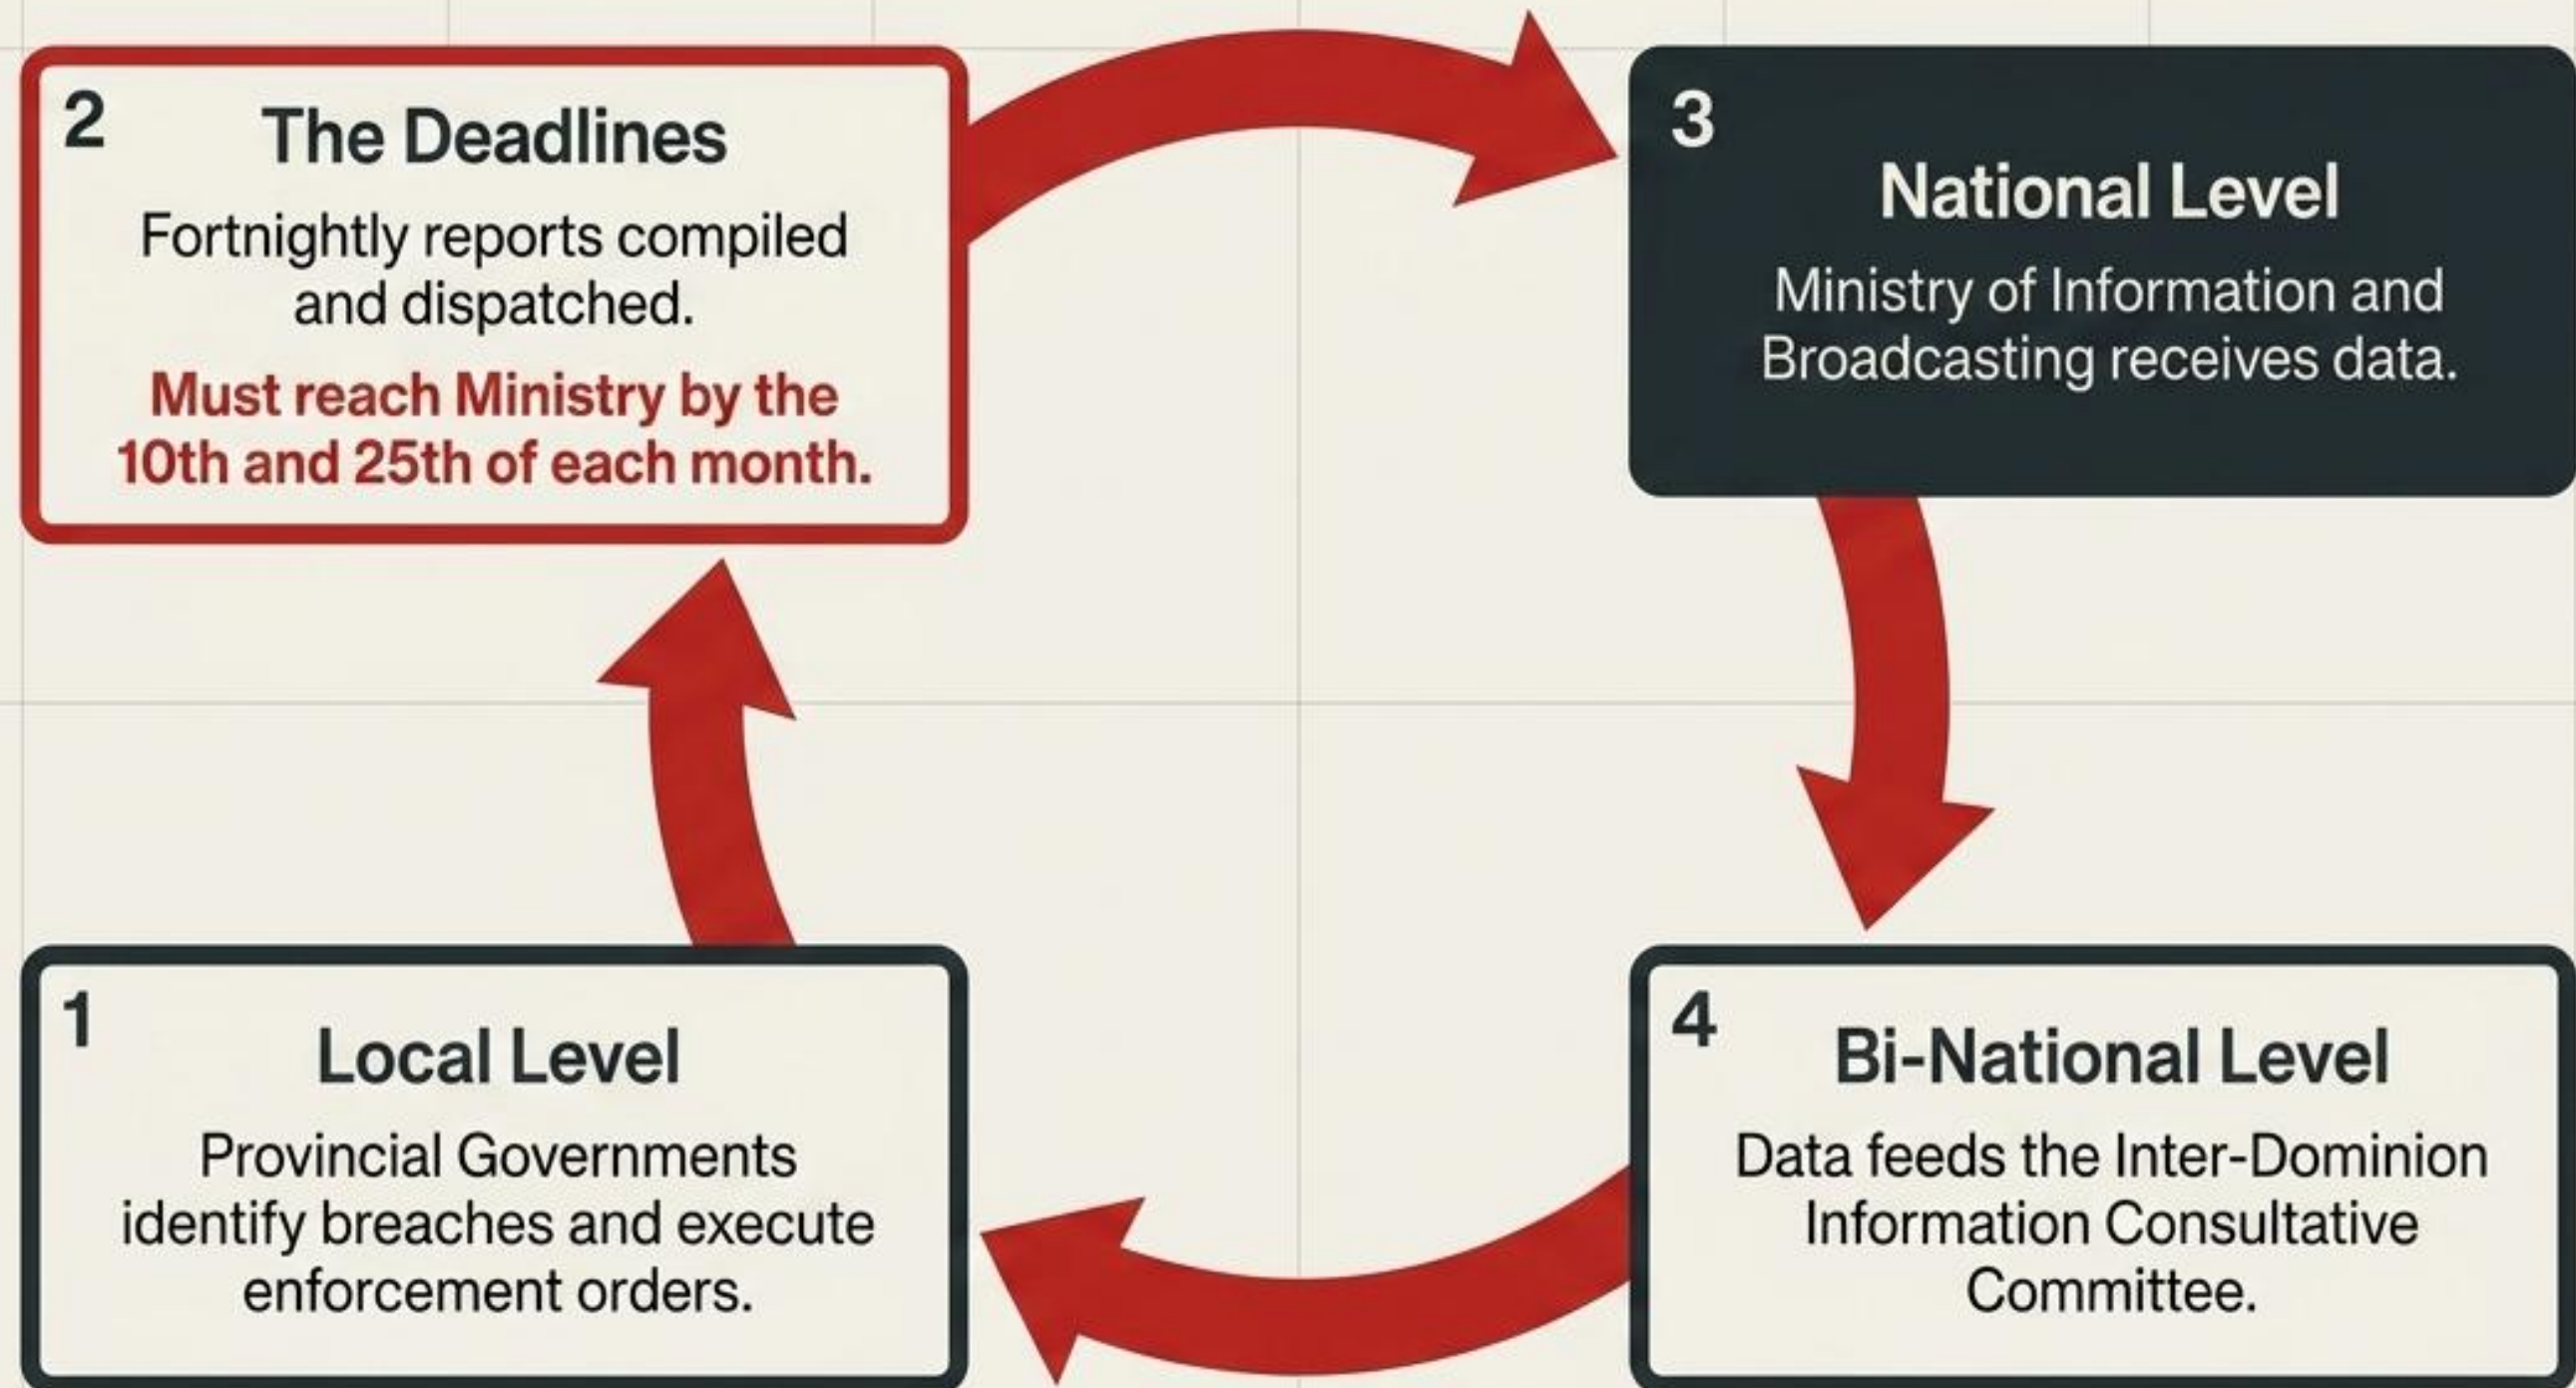 2
The Deadlines
Fortnightly reports compiled
and dispatched.
Must reach Ministry by the
10th and 25th of each month.
3
National Level
Ministry of Information and
Broadcasting receives data.
1
Local Level
Provincial Governments
identify breaches and execute
enforcement orders.
4
Bi-National Level
Data feeds the Inter-Dominion
Information Consultative
Committee.